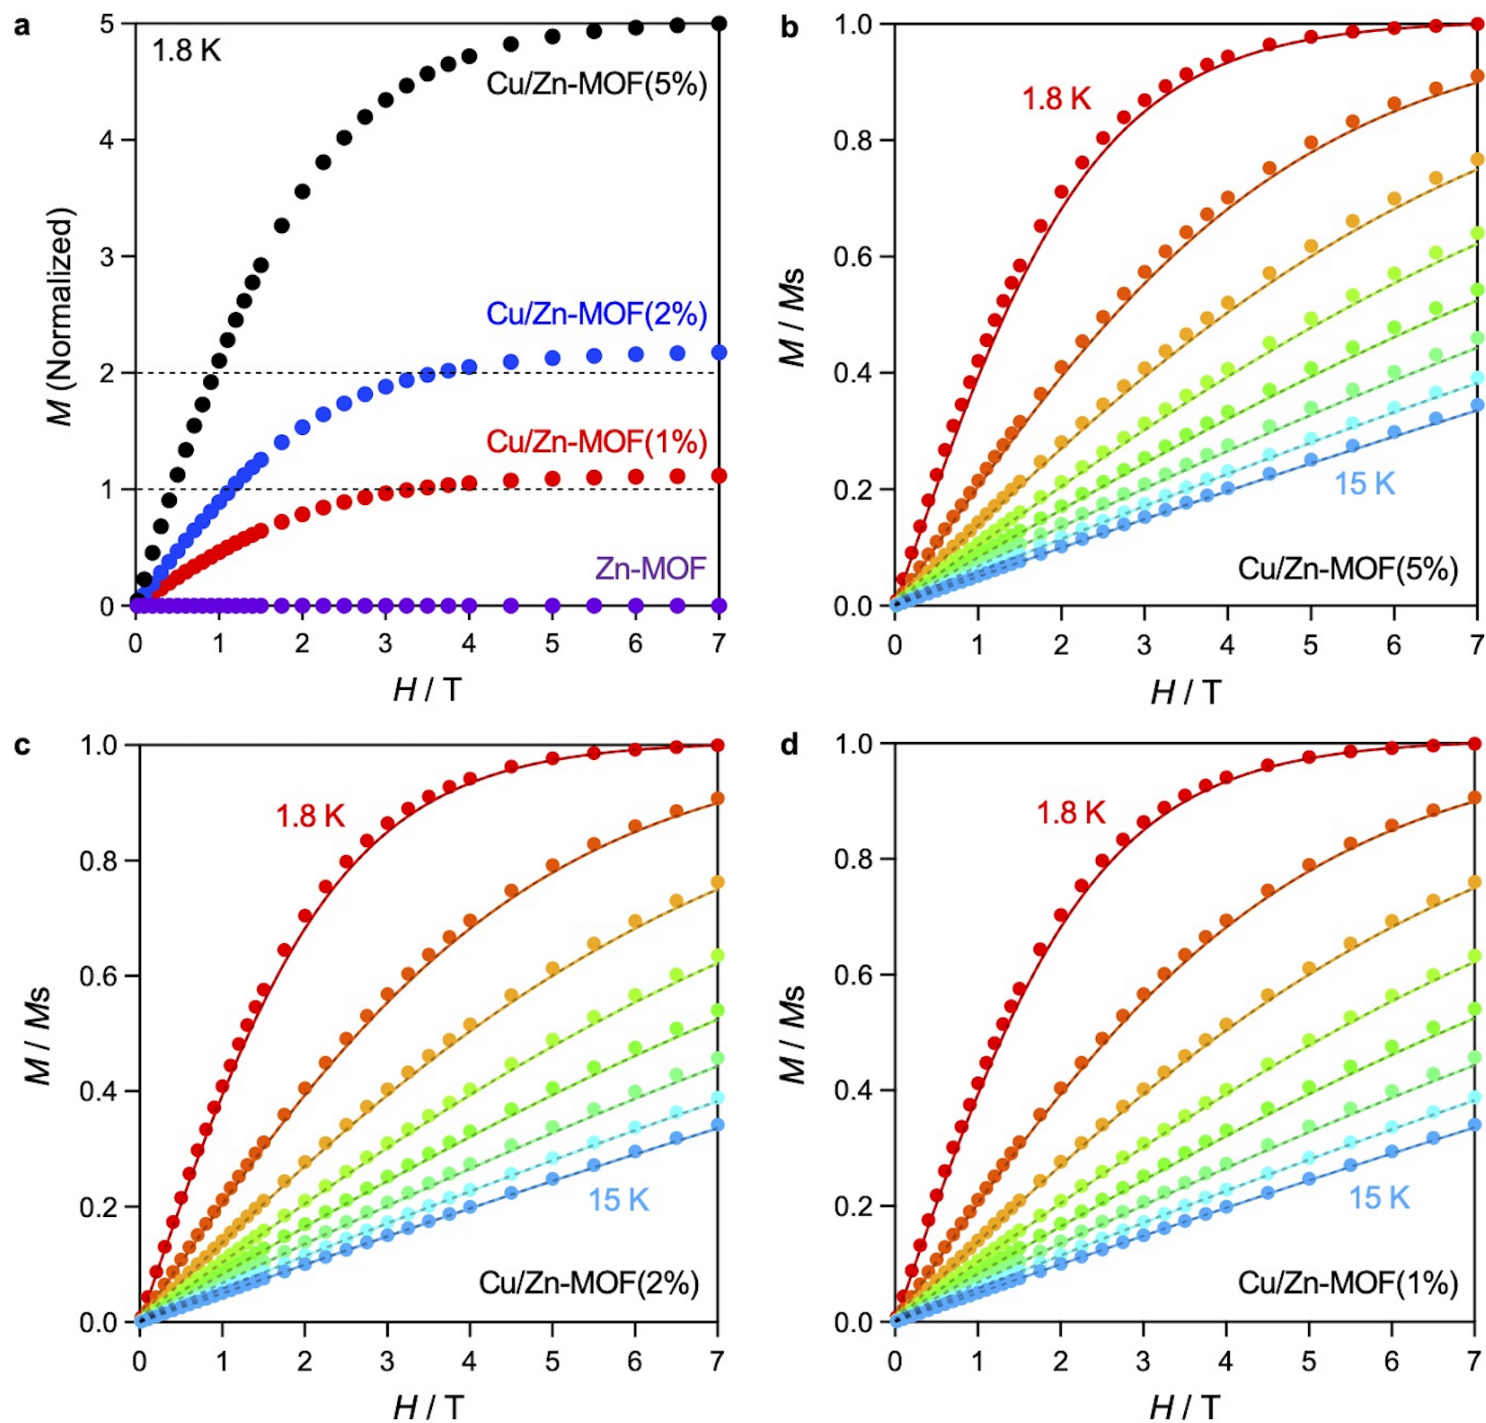 a
5
4
3
2
1
0
M (Normalized)
1.8 K
Cu/Zn-MOF(5%)
Cu/Zn-MOF(2%)
Cu/Zn-MOF(1%)
Zn-MOF
0 1 2 3 4 5 6 7
H / T
b
1.0
0.8
0.6
0.4
0.2
0.0
M / Ms
1.8 K
15 K
Cu/Zn-MOF(5%)
0 1 2 3 4 5 6 7
H / T
c
1.0
0.8
0.6
0.4
0.2
0.0
M / Ms
1.8 K
15 K
Cu/Zn-MOF(2%)
0 1 2 3 4 5 6 7
H / T
d
1.0
0.8
0.6
0.4
0.2
0.0
M / Ms
1.8 K
15 K
Cu/Zn-MOF(1%)
0 1 2 3 4 5 6 7
H / T